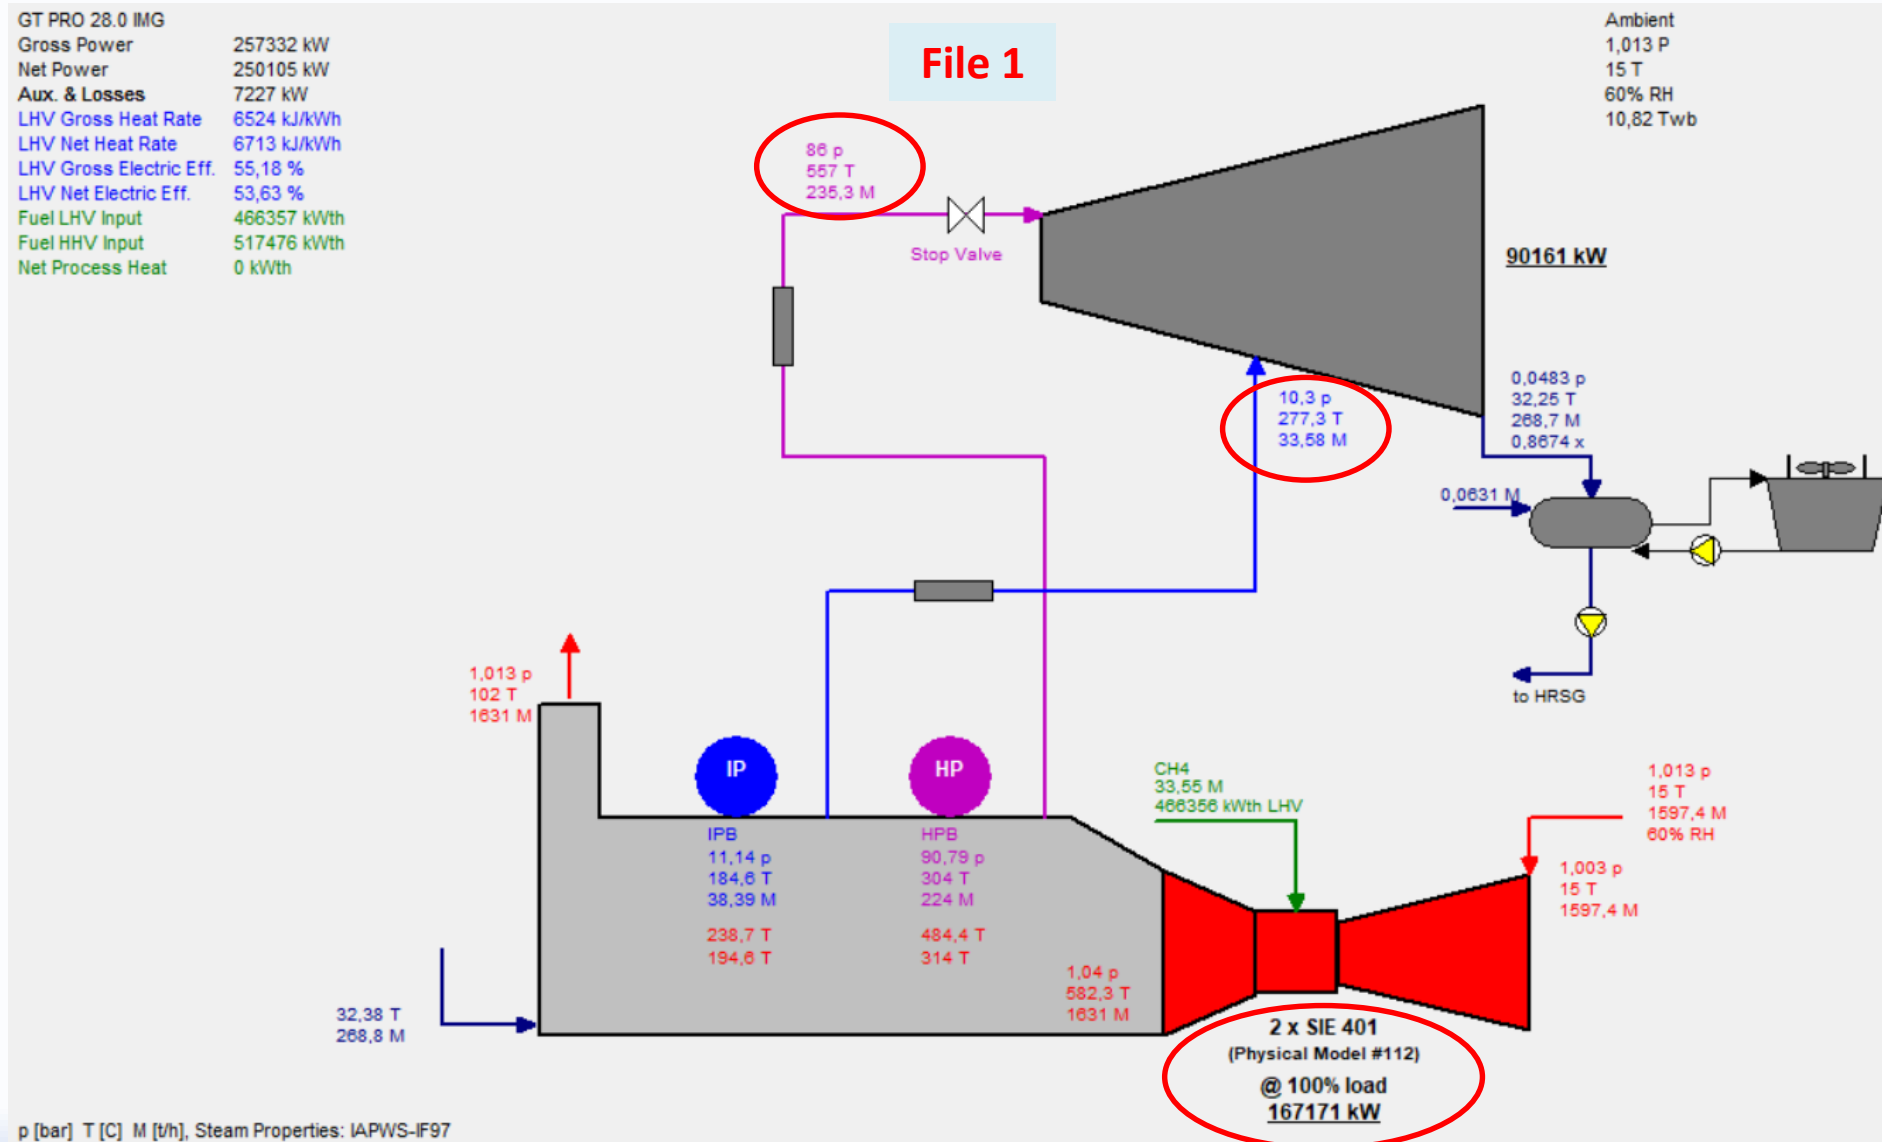 GT PRO 28.0 IMG
Gross Power 257332 kW
Net Power 250105 kW
Aux. & Losses 7227 kW
LHV Gross Heat Rate 6524 kJ/kWh
LHV Net Heat Rate 6713 kJ/kWh
LHV Gross Electric Eff. 55,18 %
LHV Net Electric Eff. 53,63 %
Fuel LHV Input 466357 kWth
Fuel HHV Input 517476 kWth
Net Process Heat 0 kWth
File 1
Ambient
1,013 P
15 T
60% RH
10,82 Twb
86 p
557 T
235,3 M
Stop Valve
90161 kW
10,3 p
277,3 T
33,58 M
0,0483 p
32,25 T
268,7 M
0,8674 x
0,0631 M
to HRSG
1,013 p
102 T
1631 M
IP
HP
IPB
11,14 p
184,6 T
38,39 M
238,7 T
194,6 T
HPB
90,79 p
304 T
224 M
484,4 T
314 T
CH4
33,55 M
466356 kWth LHV
1,013 p
15 T
1597,4 M
60% RH
1,003 p
15 T
1597,4 M
1,04 p
582,3 T
1631 M
32,38 T
268,8 M
2 x SIE 401
(Physical Model #112)
@ 100% load
167171 kW
p [bar] T [C] M [t/h], Steam Properties: IAPWS-IF97